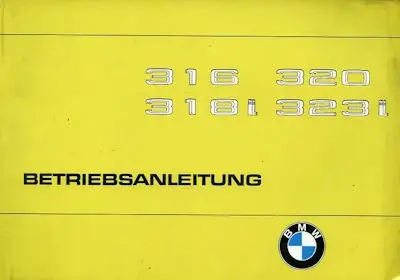 316 320
318i 323i
BETRIEBSANLEITUNG
BMW